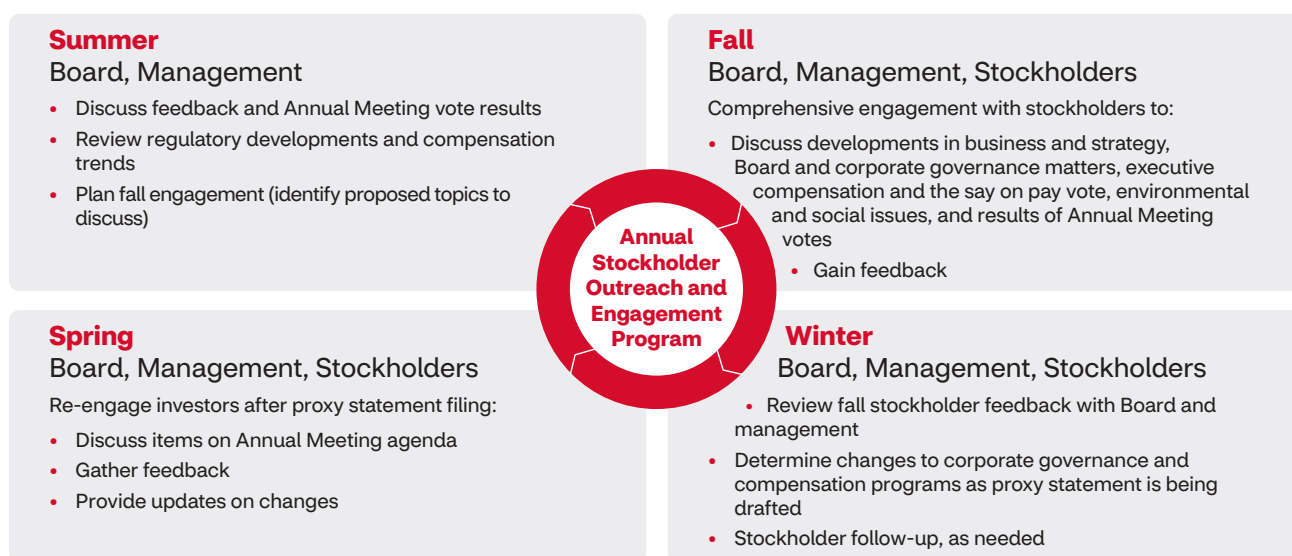 Summer
Board, Management
• Discuss feedback and Annual Meeting vote results
• Review regulatory developments and compensation
trends
• Plan fall engagement (identify proposed topics to
discuss)
Fall
Board, Management, Stockholders
Comprehensive engagement with stockholders to:
• Discuss developments in business and strategy,
Board and corporate governance matters, executive
compensation and the say on pay vote, environmental
and social issues, and results of Annual Meeting
votes
• Gain feedback
Annual
Stockholder
Outreach and
Engagement
Program
Spring
Board, Management, Stockholders
Re-engage investors after proxy statement filing:
• Discuss items on Annual Meeting agenda
• Gather feedback
• Provide updates on changes
Winter
Board, Management, Stockholders
• Review fall stockholder feedback with Board and
management
• Determine changes to corporate governance and
compensation programs as proxy statement is being
drafted
• Stockholder follow-up, as needed